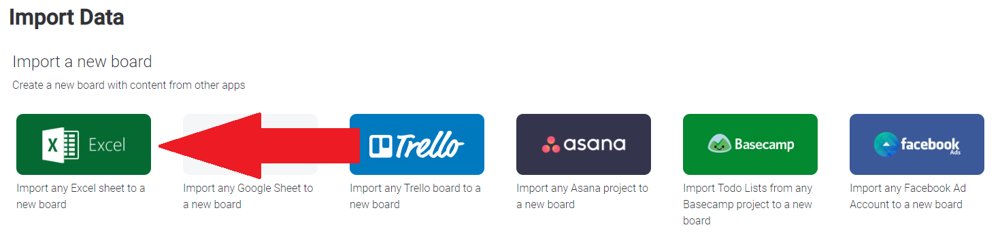 Import Data
Import a new board
Create a new board with content from other apps
X Excel
Trello
asana
Basecamp
facebook
Ads
Import any Excel sheet to a
new board
Import any Google Sheet to
a new board
Import any Trello board to a
new board
Import any Asana project to
a new board
Import Todo Lists from any
Basecamp project to a new
board
Import any Facebook Ad
Account to a new board